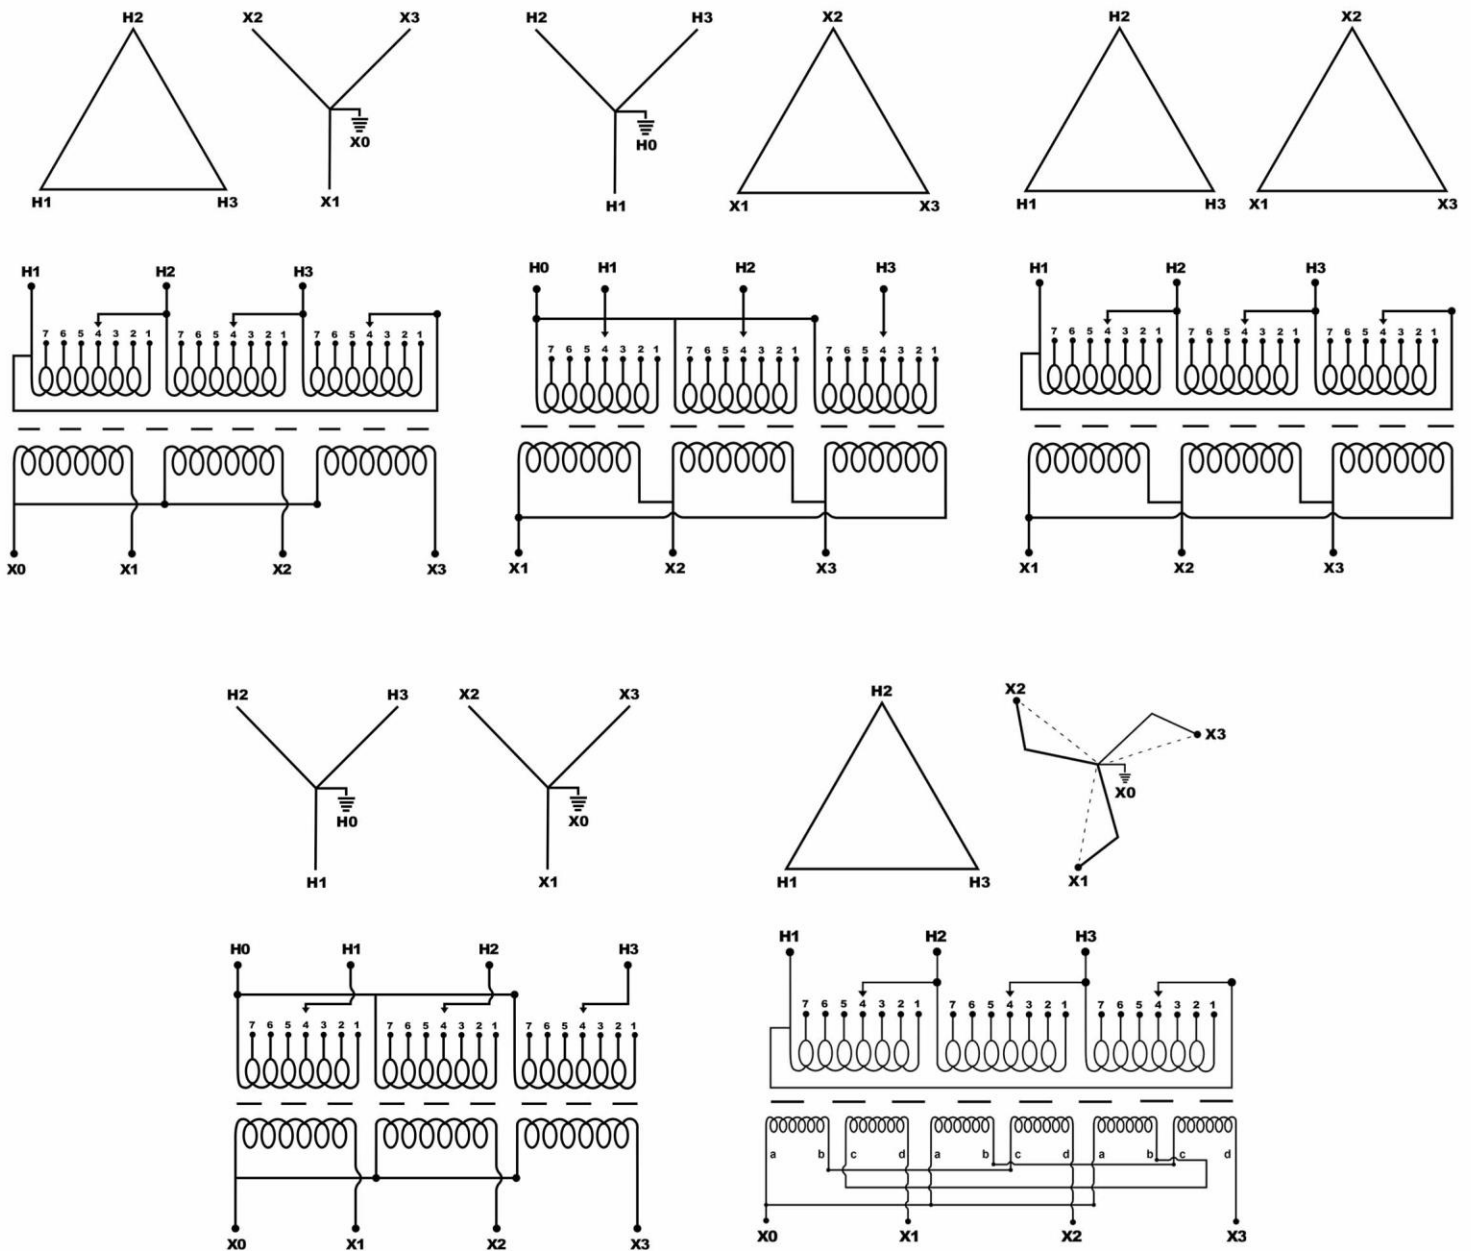 H2 X2 X3 H2 H3 X2 H2 X2
X0 H0
H1 H3 X1 H1 X1 X3 H1 H3 X1 X3
H1 H2 H3 H0 H1 H2 H3 H1 H2 H3
7 6 5 4 3 2 1 7 6 5 4 3 2 1 7 6 5 4 3 2 1
7 6 5 4 3 2 1 7 6 5 4 3 2 1 7 6 5 4 3 2 1
7 6 5 4 3 2 1 7 6 5 4 3 2 1 7 6 5 4 3 2 1
X0 X1 X2 X3 X1 X2 X3 X1 X2 X3
H2 H3 X2 X3 H2 X2
X3
H0 X0 X0
H1 X1 H1 H3 X1
H0 H1 H2 H3 H1 H2 H3
7 6 5 4 3 2 1 7 6 5 4 3 2 1 7 6 5 4 3 2 1
7 6 5 4 3 2 1 7 6 5 4 3 2 1 7 6 5 4 3 2 1
a b c d a b c d a b c d
X0 X1 X2 X3 X0 X1 X2 X3